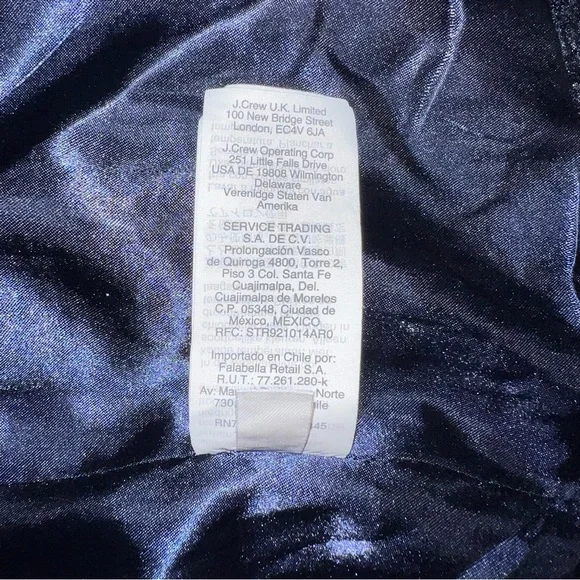 J.Crew U.K. Limited
100 New Bridge Street
London, EC4V 6JA
J.Crew Operating Corp
251 Little Falls Drive
USA DE 19808 Wilmington
Delaware
Verenidge Staten Van
Amerika
SERVICE TRADING
S.A. DE C.V.
Prolongación Vasco
de Quiroga 4800, Torre 2,
Piso 3 Col. Santa Fe
Cuajimalpa, Del.
Cuajimalpa de Morelos
C.P. 05348, Ciudad de
México, MEXICO
RFC: STR921014AR0
Importado en Chile por:
Falabella Retail S.A.
R.U.T.: 77.261.280-k
Av: Norte